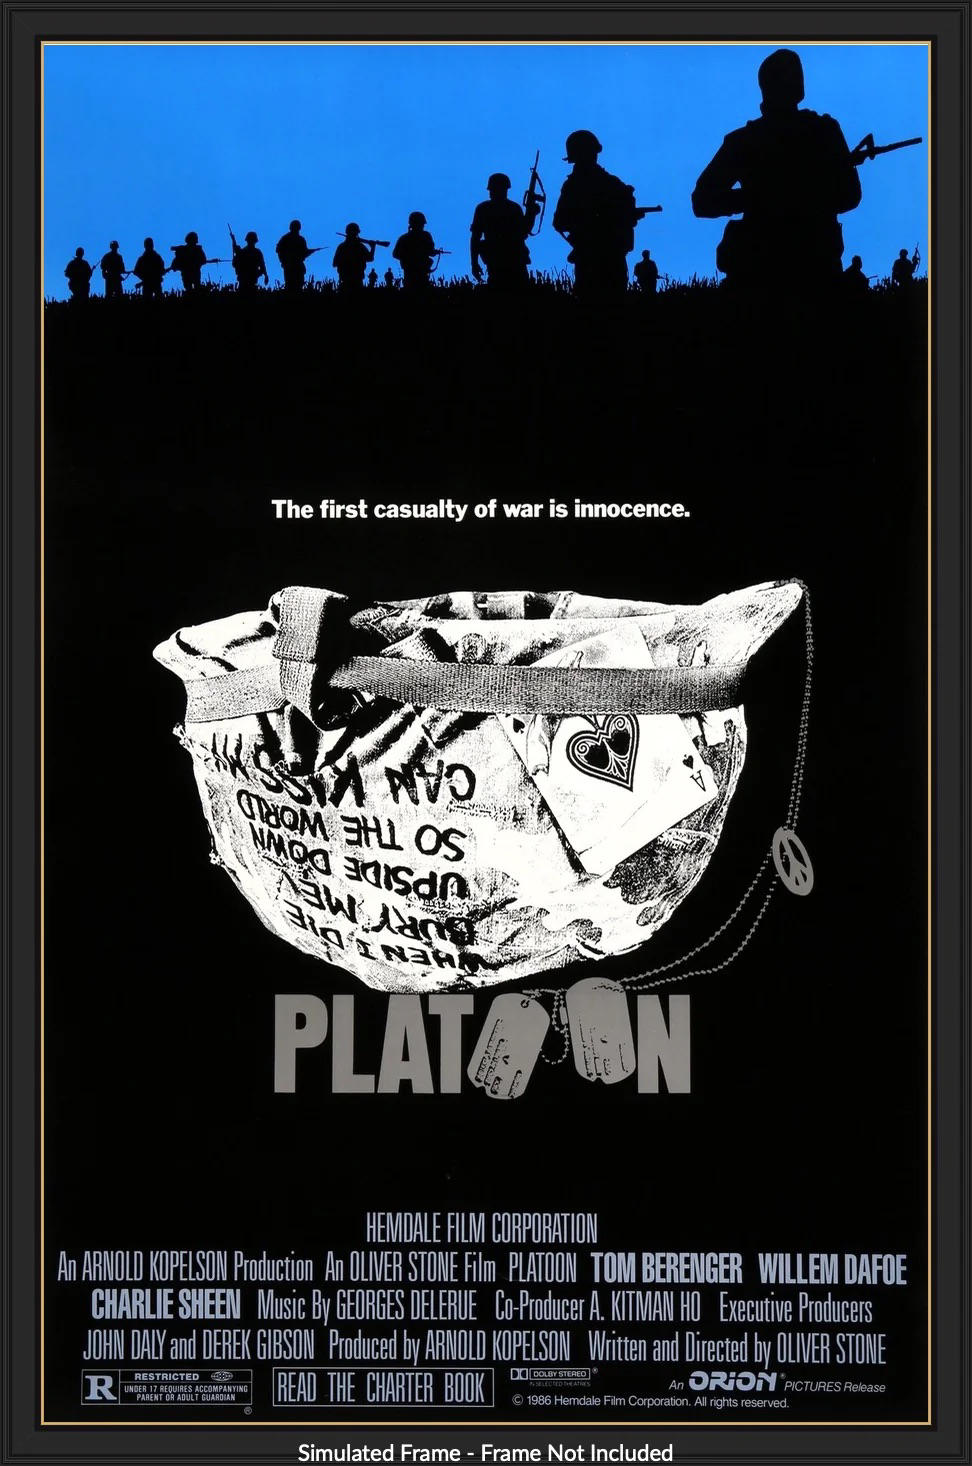 The first casualty of war is innocence.
CAN KISS MY
SO THE WORLD
UPSIDE DOWN
BURY ME
WHEN I DIE
A
PLATOON
HEMDALE FILM CORPORATION
An ARNOLD KOPELSON Production An OLIVER STONE Film PLATOON TOM BERENGER WILLEM DAFOE
CHARLIE SHEEN Music By GEORGES DELERUE Co-Producer A. KITMAN HO Executive Producers
JOHN DALY and DEREK GIBSON Produced by ARNOLD KOPELSON Written and Directed by OLIVER STONE
R RESTRICTED
UNDER 17 REQUIRES ACCOMPANYING
PARENT OR ADULT GUARDIAN
®
READ THE CHARTER BOOK
DOLBY STEREO ®
IN SELECTED THEATRES
An ORION® PICTURES Release
© 1986 Hemdale Film Corporation. All rights reserved.
Simulated Frame - Frame Not Included